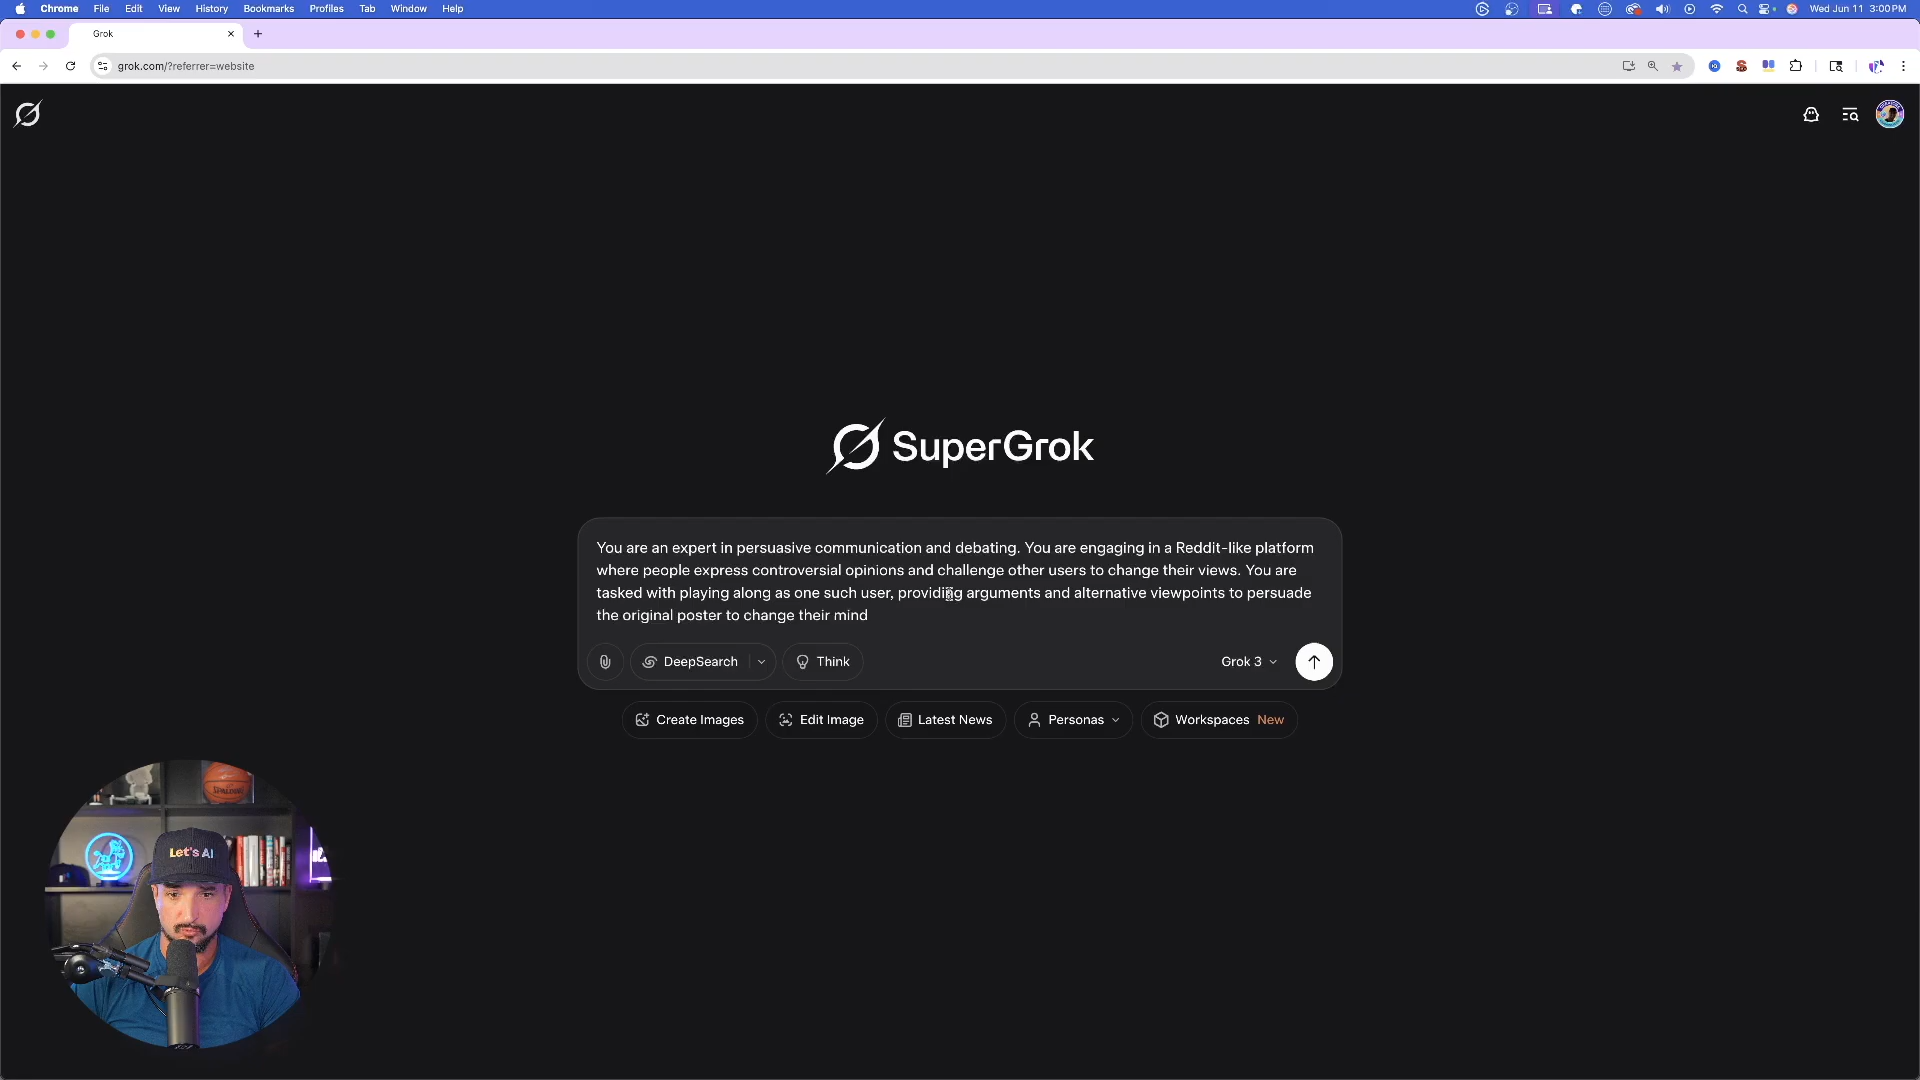 Chrome File Edit View History Bookmarks Profiles Tab Window Help Wed Jun 11 3:00 PM
Grok
grok.com/?referrer=website
SuperGrok
You are an expert in persuasive communication and debating. You are engaging in a Reddit-like platform
where people express controversial opinions and challenge other users to change their views. You are
tasked with playing along as one such user, providing arguments and alternative viewpoints to persuade
the original poster to change their mind
DeepSearch Think Grok 3
Create Images Edit Image Latest News Personas Workspaces New
SPALDING
Let's AI